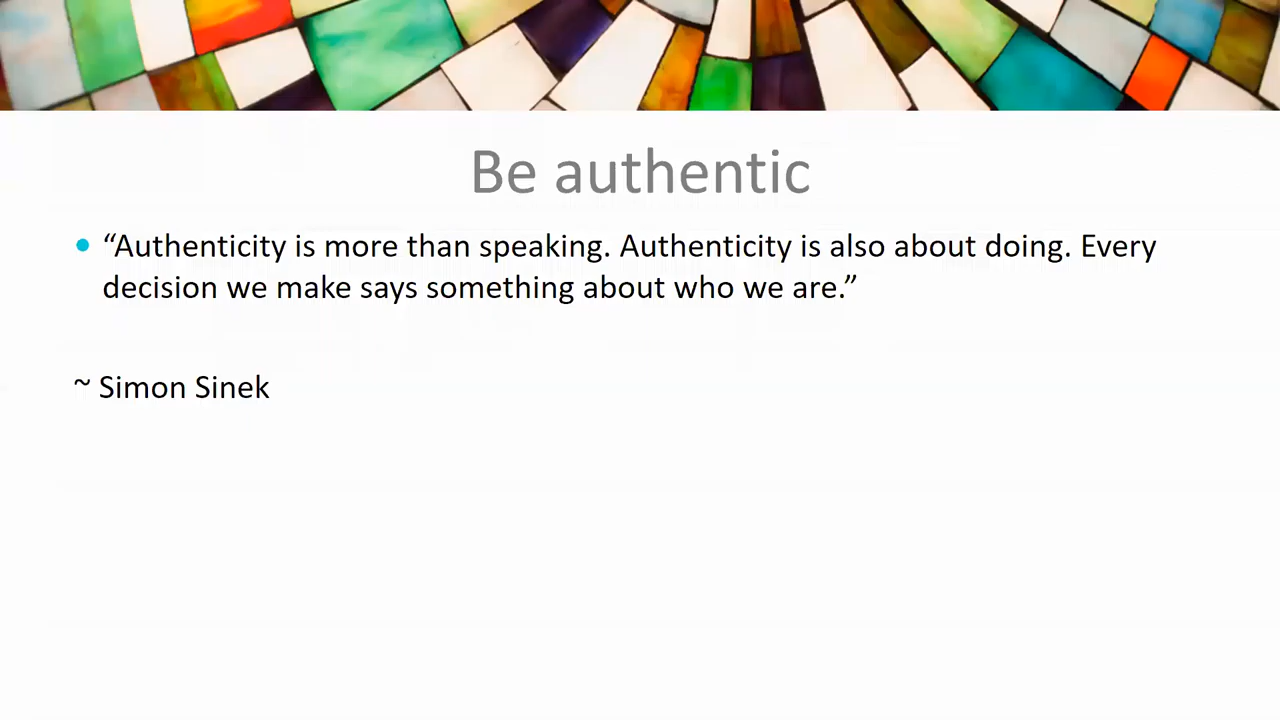 Be authentic
“Authenticity is more than speaking. Authenticity is also about doing. Every
decision we make says something about who we are.”
~ Simon Sinek